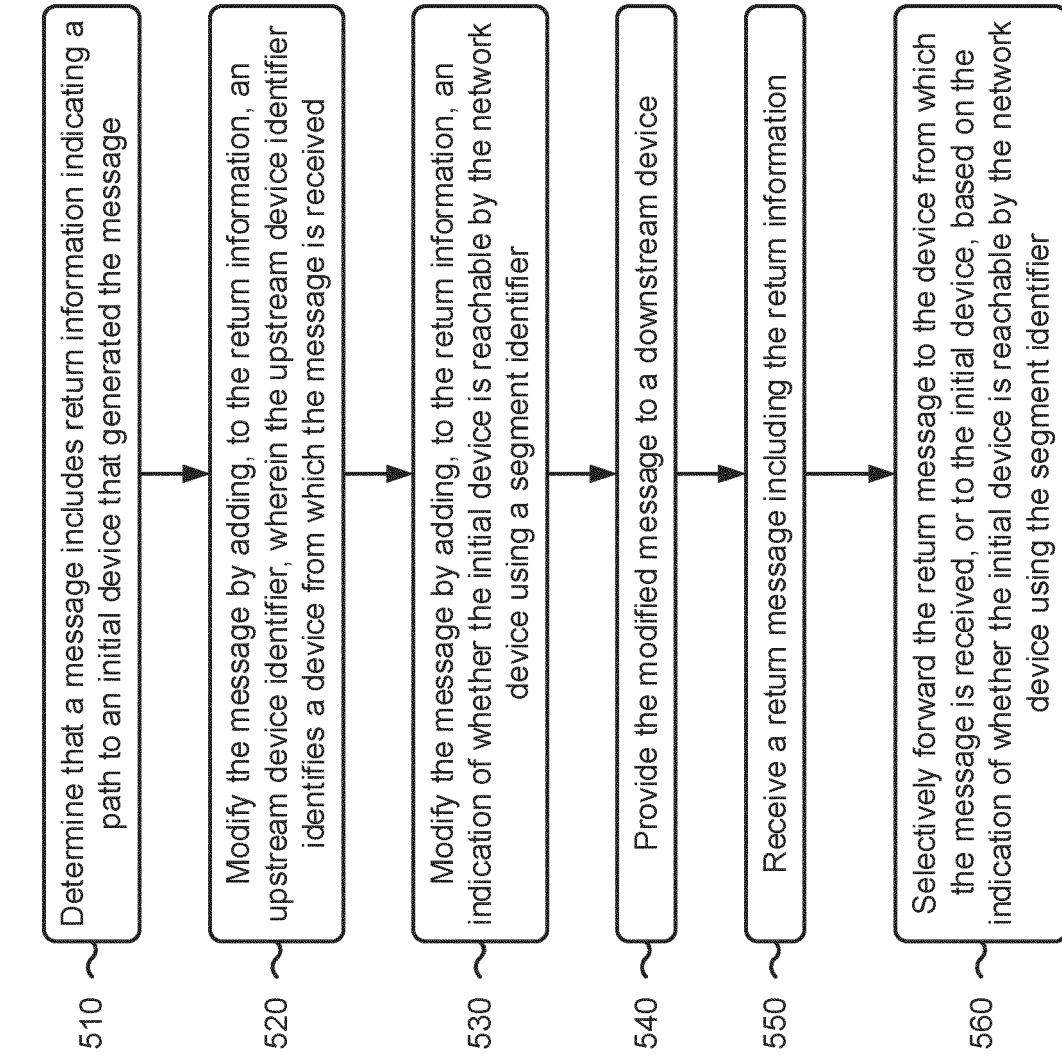 510
Determine that a message includes return information indicating a
path to an initial device that generated the message
520
Modify the message by adding, to the return information, an
upstream device identifier, wherein the upstream device identifier
identifies a device from which the message is received
530
Modify the message by adding, to the return information, an
indication of whether the initial device is reachable by the network
device using a segment identifier
540
Provide the modified message to a downstream device
550
Receive a return message including the return information
560
Selectively forward the return message to the device from which
the message is received, or to the initial device, based on the
indication of whether the initial device is reachable by the network
device using the segment identifier